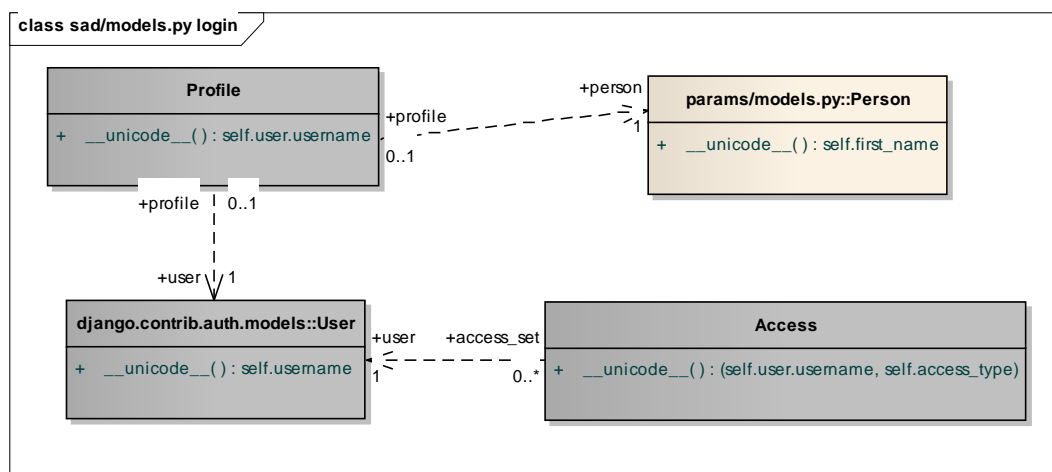 class sad/models.py login
Profile
+ __unicode__() : self.user.username
+profile
0..1
+person
1
params/models.py::Person
+ __unicode__() : self.first_name
+profile
0..1
+user
1
django.contrib.auth.models::User
+ __unicode__() : self.username
+user
1
+access_set
0..*
Access
+ __unicode__() : (self.user.username, self.access_type)